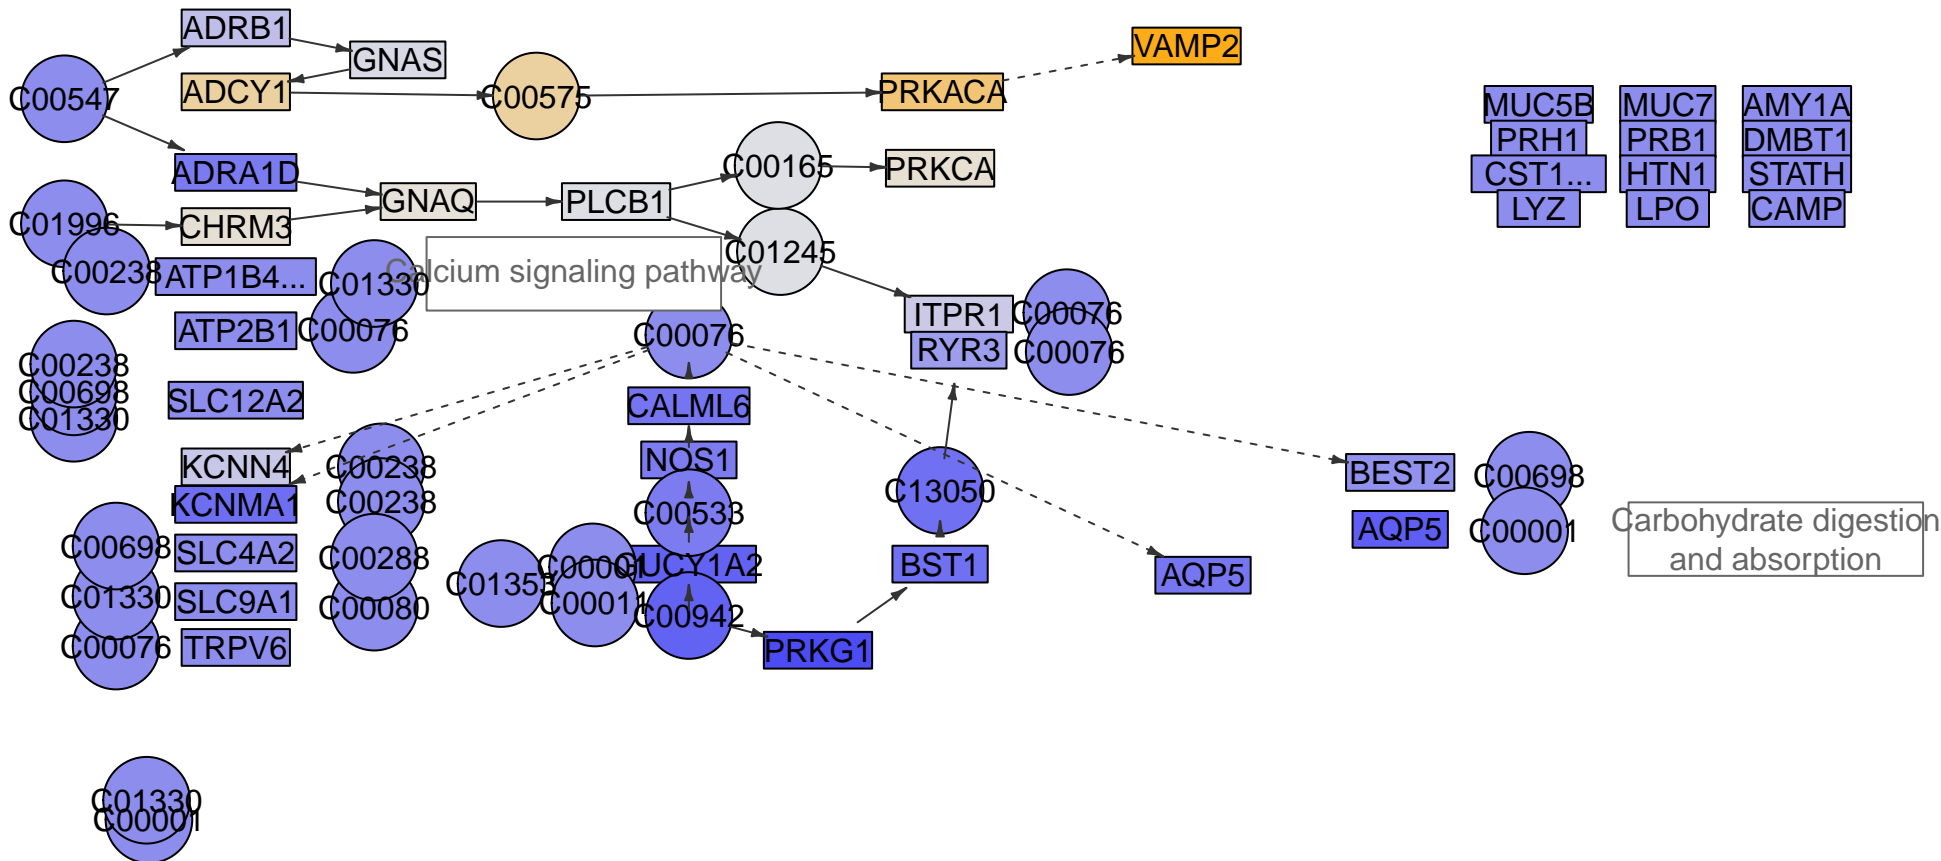 ADRB1
GNAS
VAMP2
C00547
ADCY1
C00575
PRKACA
MUC5B
MUC7
AMY1A
PRH1
PRB1
DMBT1
CST1...
HTN1
STATH
LYZ
LPO
CAMP
ADRA1D
C00165
PRKCA
GNAQ
PLCB1
C01996
CHRM3
C01245
C00238
ATP1B4...
C01330
Calcium signaling pathway
ATP2B1
C00076
C00076
ITPR1
C00076
RYR3
C00076
C00238
C00698
C01330
SLC12A2
CALML6
KCNN4
C00238
NOS1
C13050
BEST2
C00698
KCNMA1
C00238
C00533
AQP5
C00001
Carbohydrate digestion
and absorption
C00698
SLC4A2
C00288
C01353
C00001
GUCY1A2
BST1
AQP5
C01330
SLC9A1
C00080
C00011
C00942
C00076
TRPV6
PRKG1
C01330
C00001